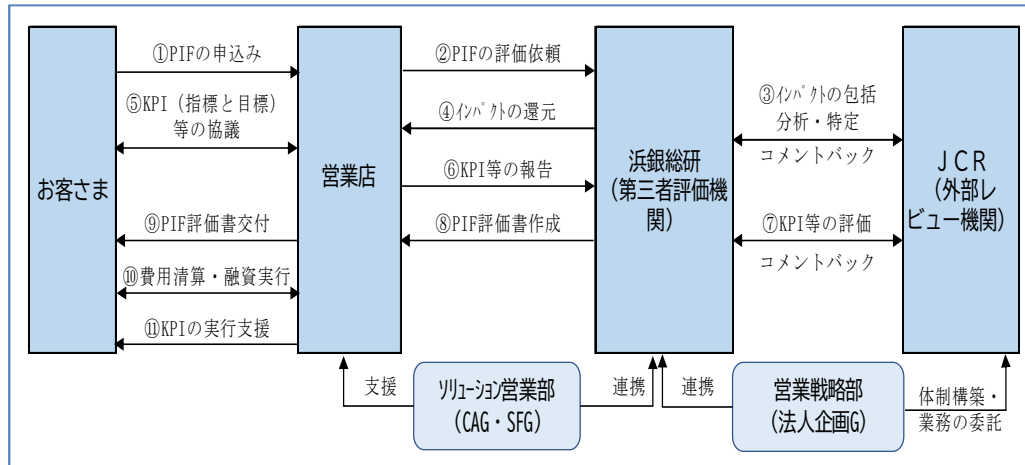 お客さま
①PIFの申込み
⑤KPI（指標と目標）
等の協議
⑨PIF評価書交付
⑩費用清算・融資実行
⑪KPIの実行支援
営業店
②PIFの評価依頼
④ｲﾝﾊﾟｸﾄの還元
⑥KPI等の報告
⑧PIF評価書作成
浜銀総研
（第三者評価機
関）
③ｲﾝﾊﾟｸﾄの包括
分析・特定
コメントバック
⑦KPI等の評価
コメントバック
ＪＣＲ
（外部レ
ビュー機関）
支援
ｿﾘｭｰｼｮﾝ営業部
（CAG・SFG）
連携
連携
営業戦略部
（法人企画G）
体制構築・
業務の委託